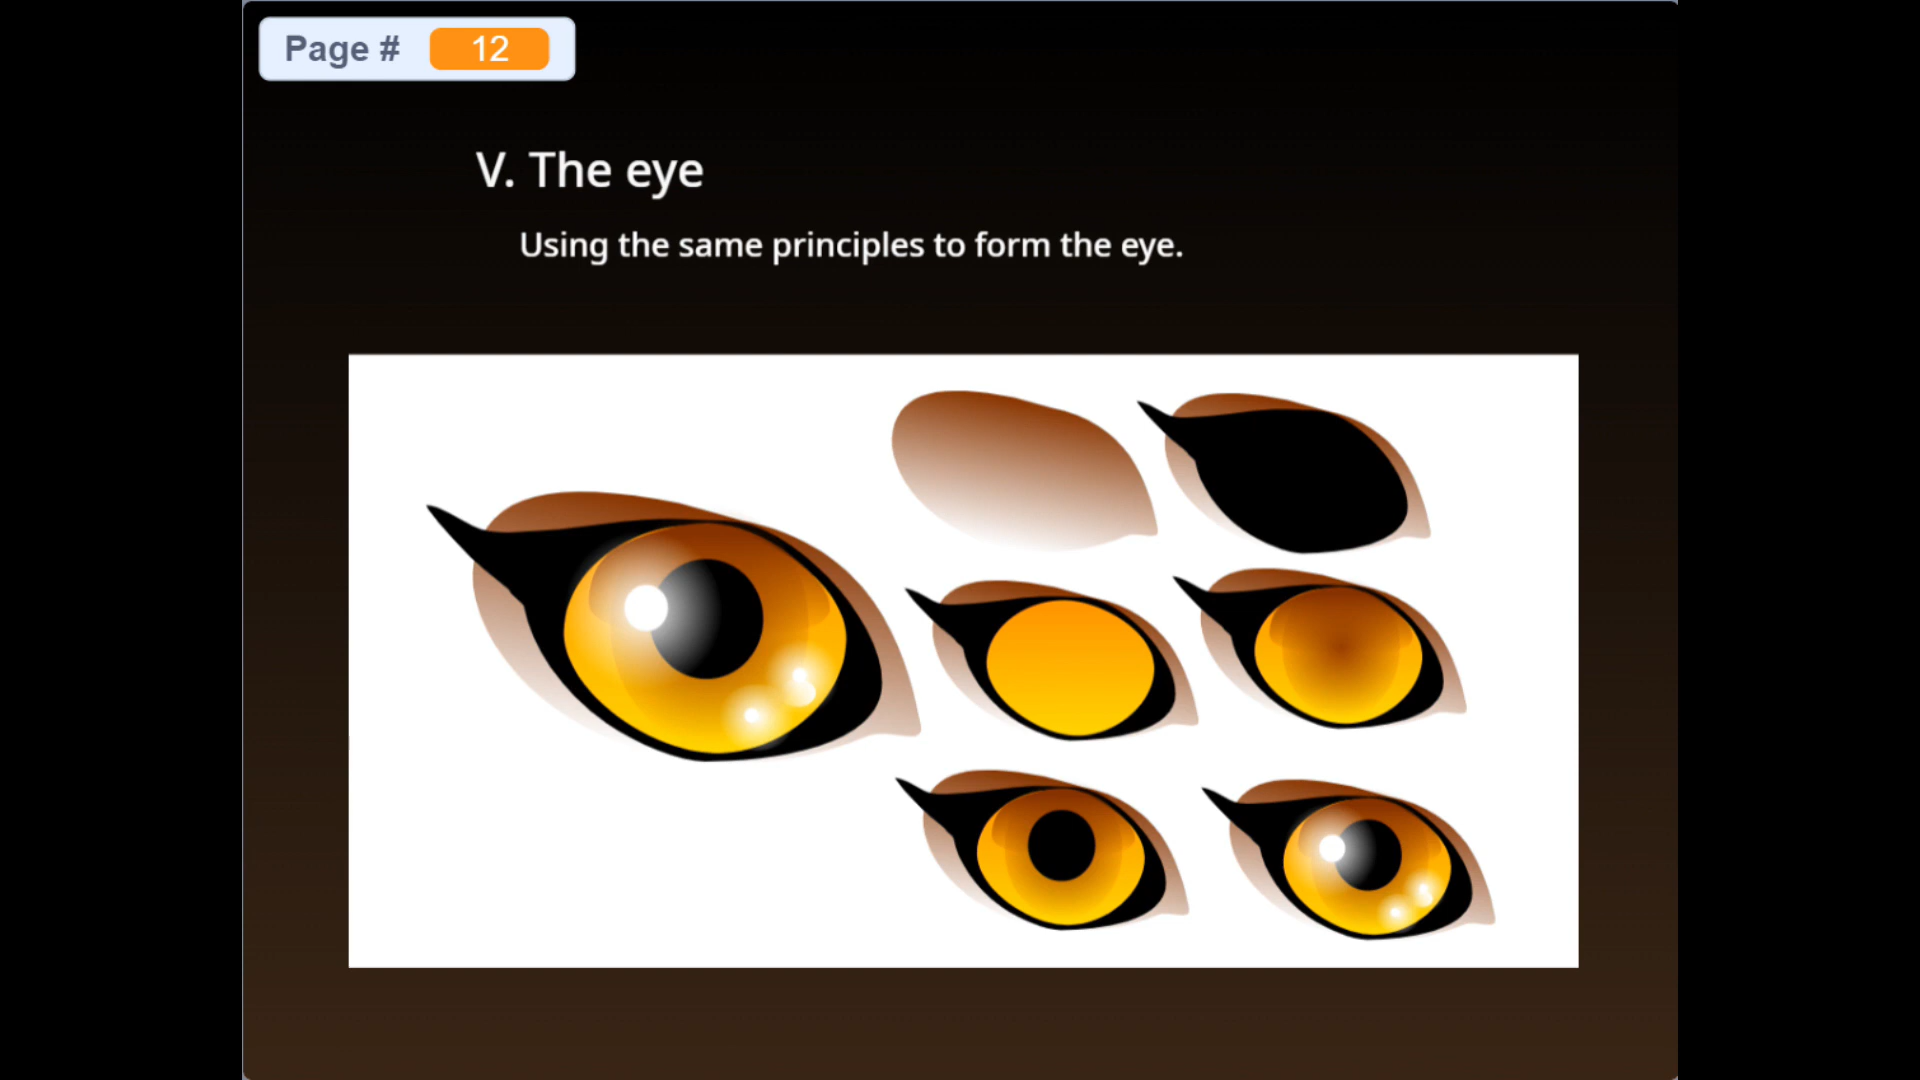 Page # 12
V. The eye
Using the same principles to form the eye.